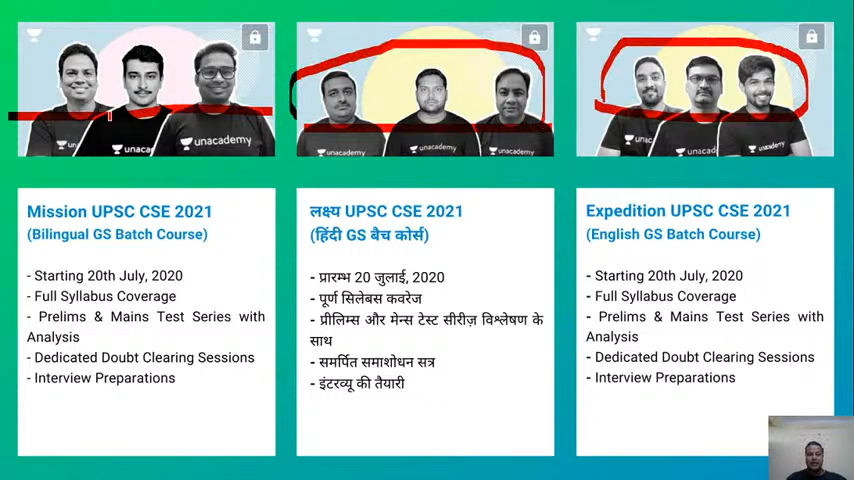 unacademy
unacademy
unacademy
unacademy
unacademy
unac
unacademy
Mission UPSC CSE 2021
(Bilingual GS Batch Course)
- Starting 20th July, 2020
- Full Syllabus Coverage
- Prelims & Mains Test Series with
Analysis
- Dedicated Doubt Clearing Sessions
- Interview Preparations
लक्ष्य UPSC CSE 2021
(हिंदी GS बैच कोर्स)
- प्रारम्भ 20 जुलाई, 2020
- पूर्ण सिलेबस कवरेज
- प्रीलिम्स और मेन्स टेस्ट सीरीज़ विश्लेषण के
साथ
- समर्पित समाशोधन सत्र
- इंटरव्यू की तैयारी
Expedition UPSC CSE 2021
(English GS Batch Course)
- Starting 20th July, 2020
- Full Syllabus Coverage
- Prelims & Mains Test Series with
Analysis
- Dedicated Doubt Clearing Sessions
- Interview Preparations